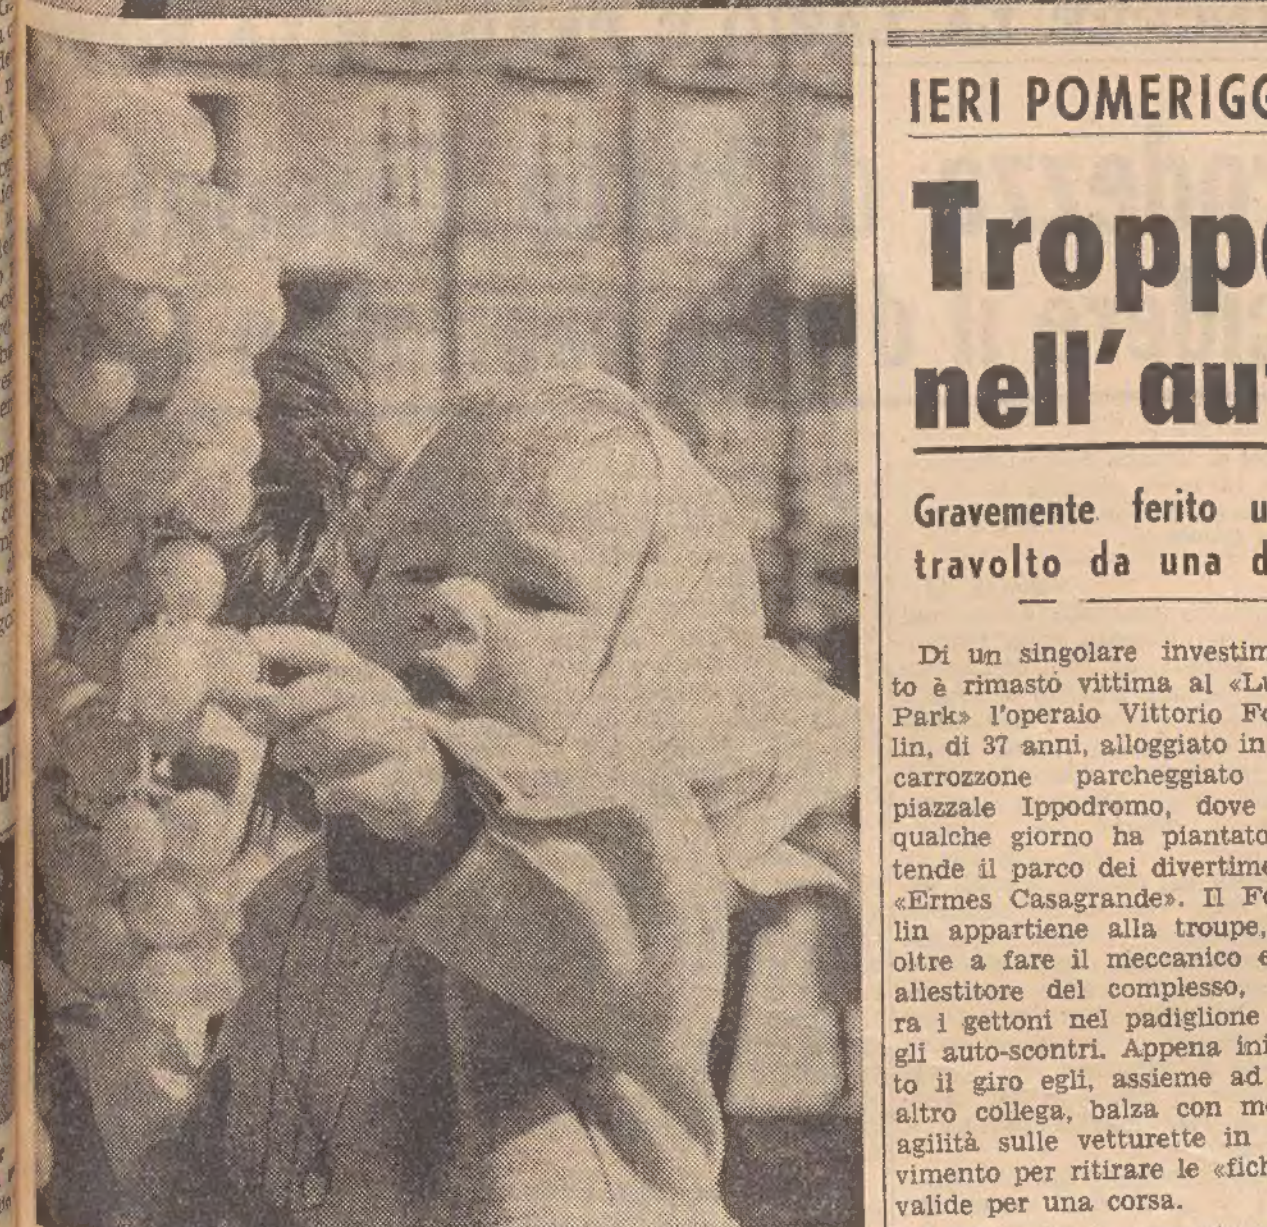 IERI POMERIGG
Tropp
nell'au
Gravemente ferito u
travolto da una d
Di un singolare investim
to è rimasto vittima al «Lu
Park» l'operaio Vittorio Fo
lin, di 37 anni, alloggiato in
carrozzone parcheggiato
piazzale Ippodromo, dove
qualche giorno ha piantato
tende il parco dei divertime
«Ermes Casagrande». Il Fo
lin appartiene alla troupe,
oltre a fare il meccanico e
allestitore del complesso,
ra i gettoni nel padiglione
gli auto-scontri. Appena ini
to il giro egli, assieme ad
altro collega, balza con m
agilità sulle vetturette in
vimento per ritirare le «fich
valide per una corsa.